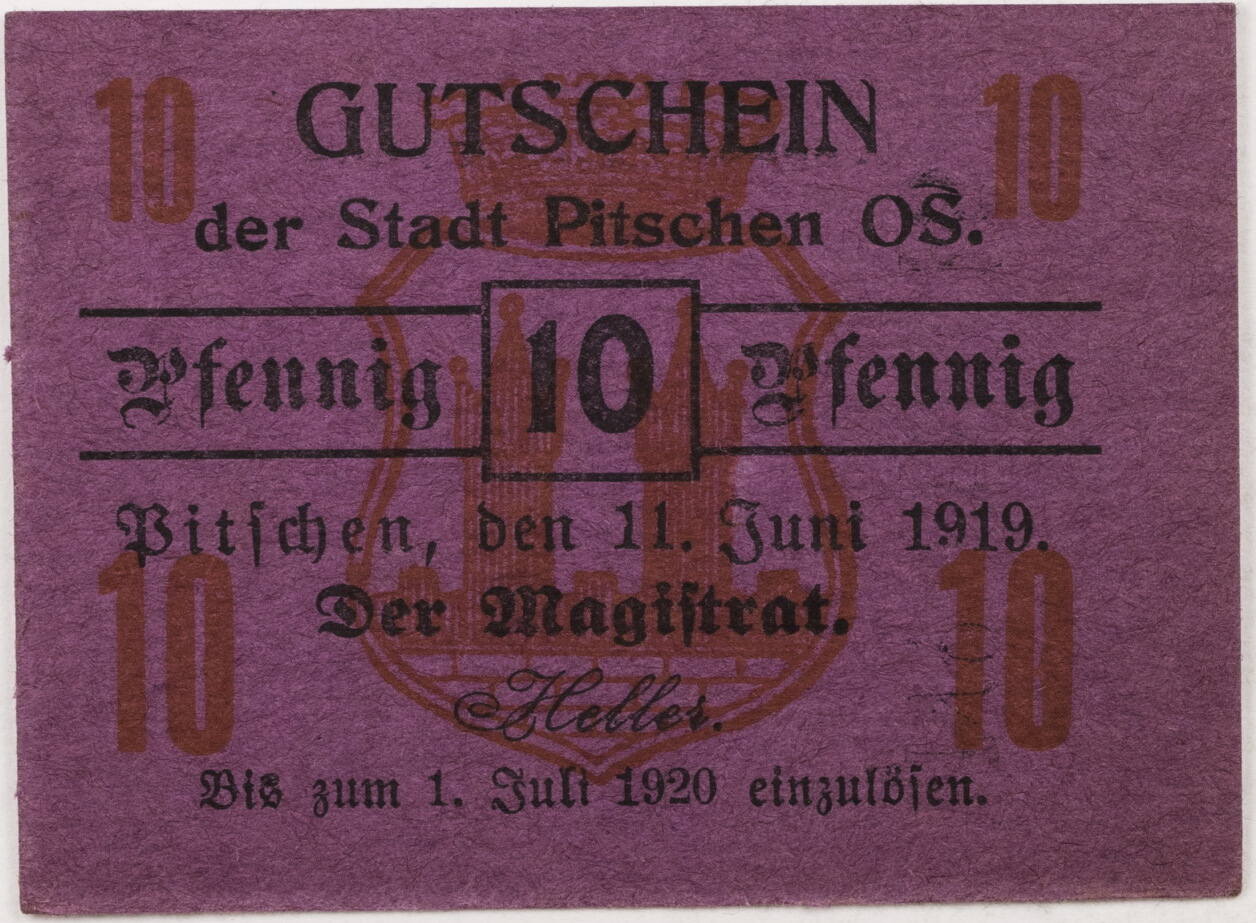 10 GUTSCHEIN 10
der Stadt Pitschen OS.
Pfennig 10 Pfennig
Pitschen, den 11. Juni 1919.
10 Der Magistrat. 10
Heller.
Bis zum 1. Juli 1920 einzulösen.